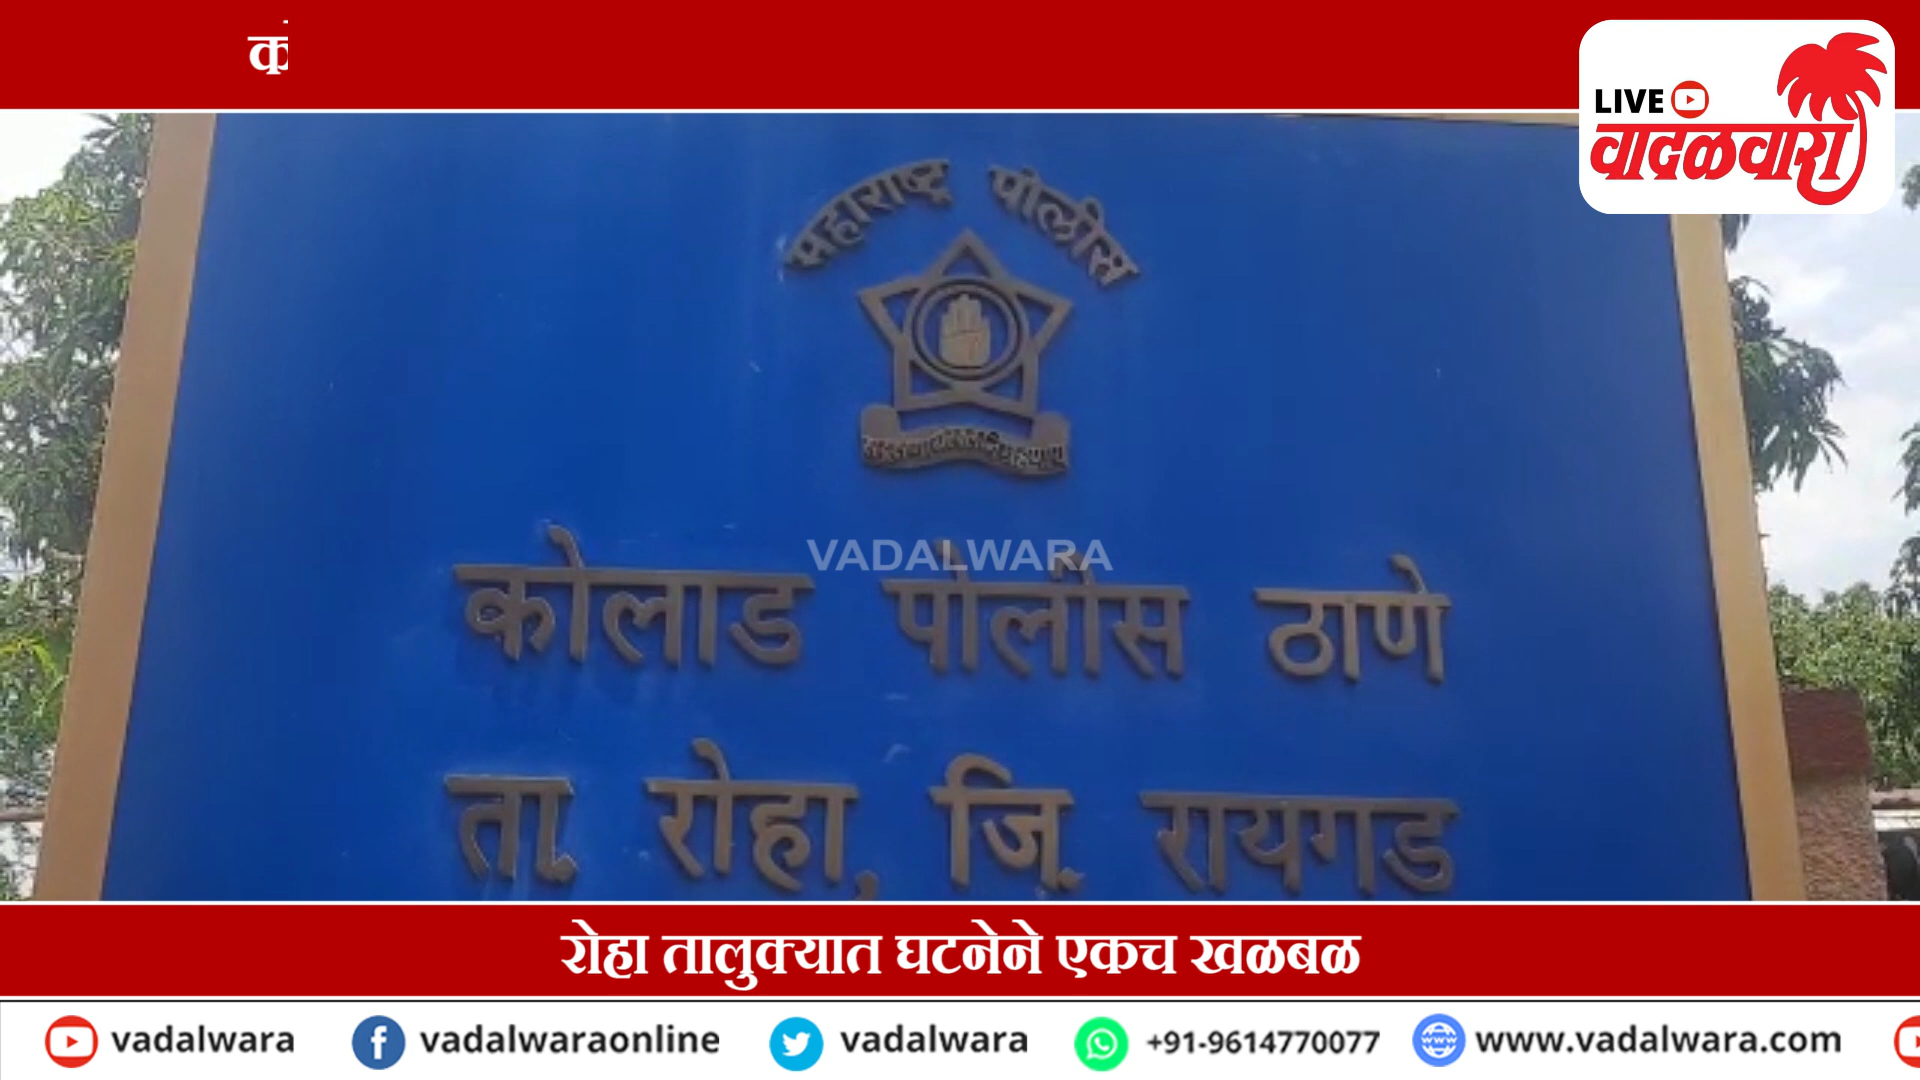 LIVE
वादळवारा
महाराष्ट्र पोलीस
VADALWARA
कोलाड पोलीस ठाणे
ता. रोहा, जि. रायगड
रोहा तालुक्यात घटनेने एकच खळबळ
vadalwara vadalwaraonline vadalwara +91-9614770077 www.vadalwara.com